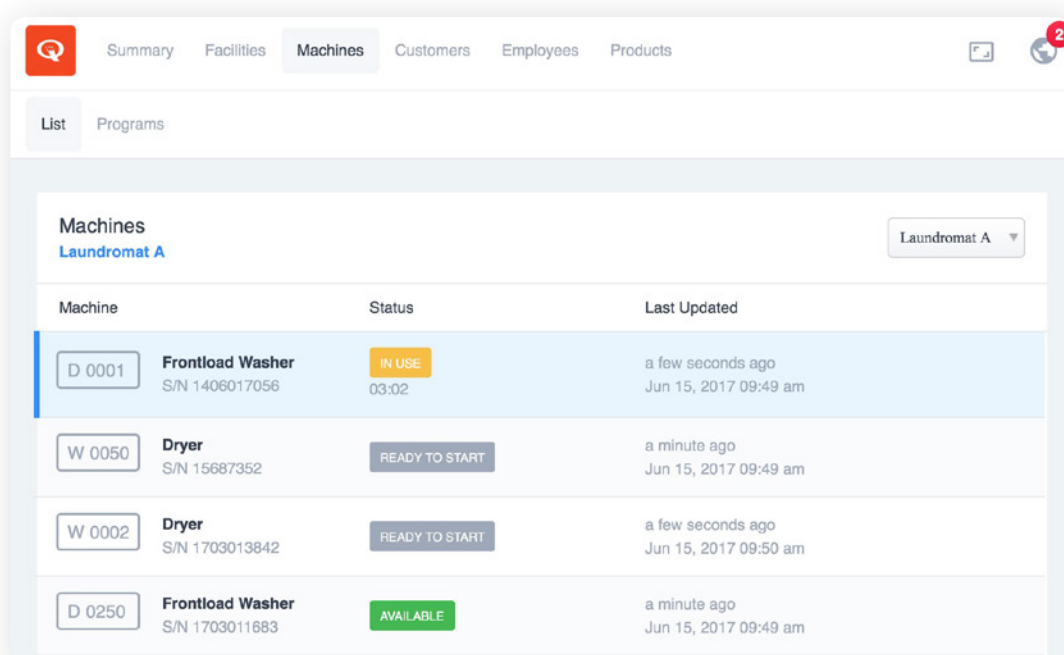 Summary Facilities Machines Customers Employees Products
2
List Programs
Machines
Laundromat A
Laundromat A
Machine Status Last Updated
D 0001 Frontload Washer IN USE a few seconds ago
S/N 1406017056 03:02 Jun 15, 2017 09:49 am
W 0050 Dryer READY TO START a minute ago
S/N 15687352 Jun 15, 2017 09:49 am
W 0002 Dryer READY TO START a few seconds ago
S/N 1703013842 Jun 15, 2017 09:50 am
D 0250 Frontload Washer AVAILABLE a minute ago
S/N 1703011683 Jun 15, 2017 09:49 am